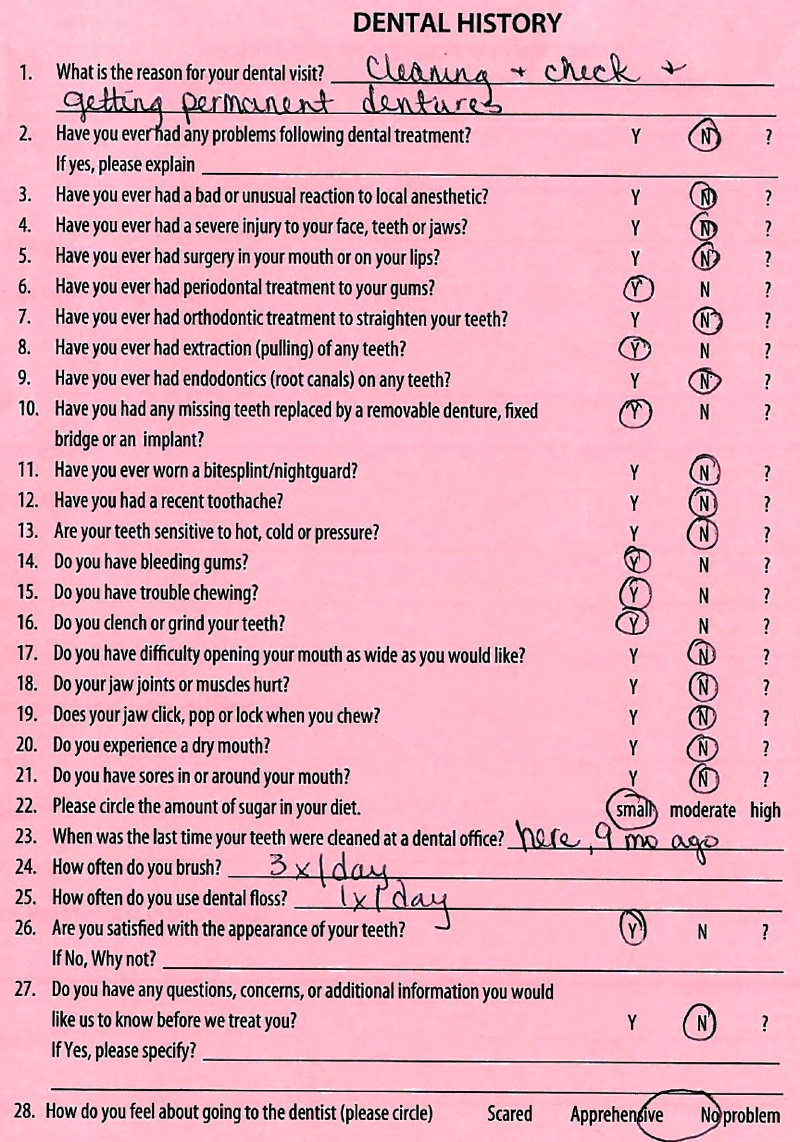 DENTAL HISTORY
1. What is the reason for your dental visit? Cleaning + check +
getting permanent dentures
2. Have you ever had any problems following dental treatment? Y N ?
If yes, please explain
3. Have you ever had a bad or unusual reaction to local anesthetic? Y N ?
4. Have you ever had a severe injury to your face, teeth or jaws? Y N ?
5. Have you ever had surgery in your mouth or on your lips? Y N ?
6. Have you ever had periodontal treatment to your gums? Y N ?
7. Have you ever had orthodontic treatment to straighten your teeth? Y N ?
8. Have you ever had extraction (pulling) of any teeth? Y N ?
9. Have you ever had endodontics (root canals) on any teeth? Y N ?
10. Have you had any missing teeth replaced by a removable denture, fixed Y N ?
bridge or an implant?
11. Have you ever worn a bitesplint/nightguard? Y N ?
12. Have you had a recent toothache? Y N ?
13. Are your teeth sensitive to hot, cold or pressure? Y N ?
14. Do you have bleeding gums? Y N ?
15. Do you have trouble chewing? Y N ?
16. Do you clench or grind your teeth? Y N ?
17. Do you have difficulty opening your mouth as wide as you would like? Y N ?
18. Do your jaw joints or muscles hurt? Y N ?
19. Does your jaw click, pop or lock when you chew? Y N ?
20. Do you experience a dry mouth? Y N ?
21. Do you have sores in or around your mouth? Y N ?
22. Please circle the amount of sugar in your diet. small moderate high
23. When was the last time your teeth were cleaned at a dental office? here, 9 mo ago
24. How often do you brush? 3x/day
25. How often do you use dental floss? 1x/day
26. Are you satisfied with the appearance of your teeth? Y N ?
If No, Why not?
27. Do you have any questions, concerns, or additional information you would
like us to know before we treat you? Y N ?
If Yes, please specify?
28. How do you feel about going to the dentist (please circle) Scared Apprehensive No problem